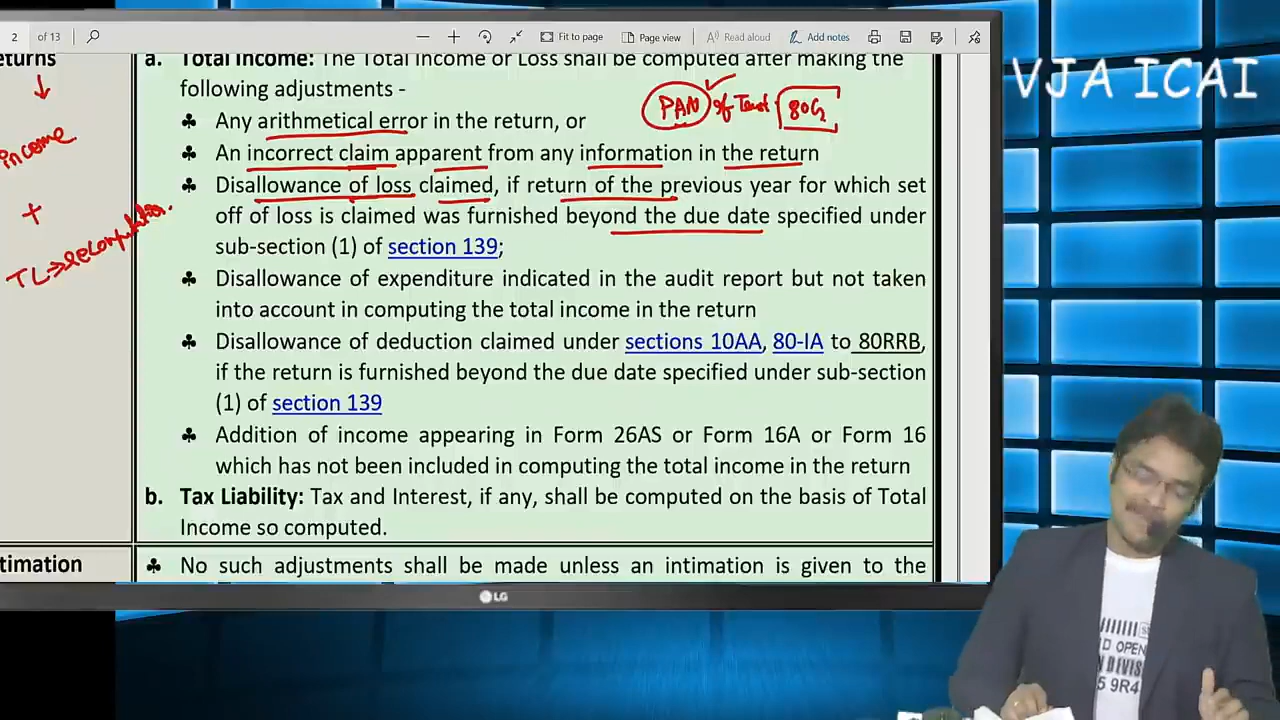 2 of 13 Fit to page Page view Read aloud Add notes
VJA ICAI
eturns
a. Total Income: The Total Income or Loss shall be computed after making the
following adjustments -
PAN of Trust 80G
♣ Any arithmetical error in the return, or
income
♣ An incorrect claim apparent from any information in the return
♣ Disallowance of loss claimed, if return of the previous year for which set
+
off of loss is claimed was furnished beyond the due date specified under
TL⇒recomputation.
sub-section (1) of section 139;
♣ Disallowance of expenditure indicated in the audit report but not taken
into account in computing the total income in the return
♣ Disallowance of deduction claimed under sections 10AA, 80-IA to 80RRB,
if the return is furnished beyond the due date specified under sub-section
(1) of section 139
♣ Addition of income appearing in Form 26AS or Form 16A or Form 16
which has not been included in computing the total income in the return
b. Tax Liability: Tax and Interest, if any, shall be computed on the basis of Total
Income so computed.
timation
♣ No such adjustments shall be made unless an intimation is given to the
LG
D OPEN
N DIVIS
5 9R4